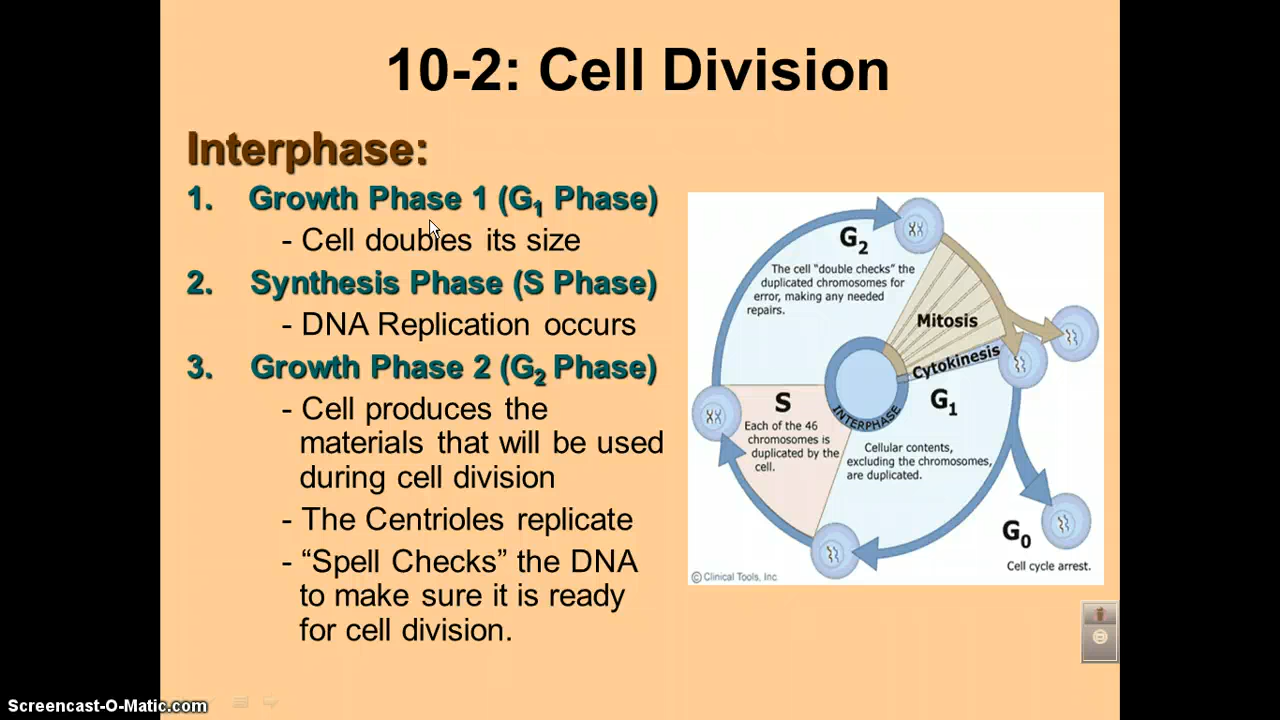 10-2: Cell Division
Interphase:
1. Growth Phase 1 (G1 Phase)
- Cell doubles its size
2. Synthesis Phase (S Phase)
- DNA Replication occurs
3. Growth Phase 2 (G2 Phase)
- Cell produces the
materials that will be used
during cell division
- The Centrioles replicate
- “Spell Checks” the DNA
to make sure it is ready
for cell division.
G2
The cell “double checks” the
duplicated chromosomes for
error, making any needed
repairs.
Mitosis
Cytokinesis
S
Each of the 46
chromosomes is
duplicated by the
cell.
INTERPHASE
G1
Cellular contents,
excluding the chromosomes,
are duplicated.
G0
Cell cycle arrest.
© Clinical Tools, Inc
Screencast-O-Matic.com